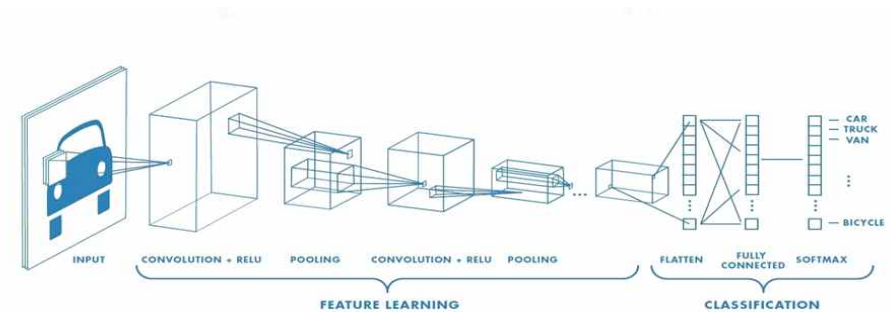 CAR
TRUCK
VAN
BICYCLE
INPUT CONVOLUTION + RELU POOLING CONVOLUTION + RELU POOLING FLATTEN FULLY CONNECTED SOFTMAX
FEATURE LEARNING CLASSIFICATION